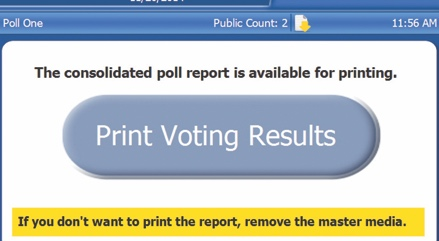 Poll One Public Count: 2 11:56 AM
The consolidated poll report is available for printing.
Print Voting Results
If you don't want to print the report, remove the master media.